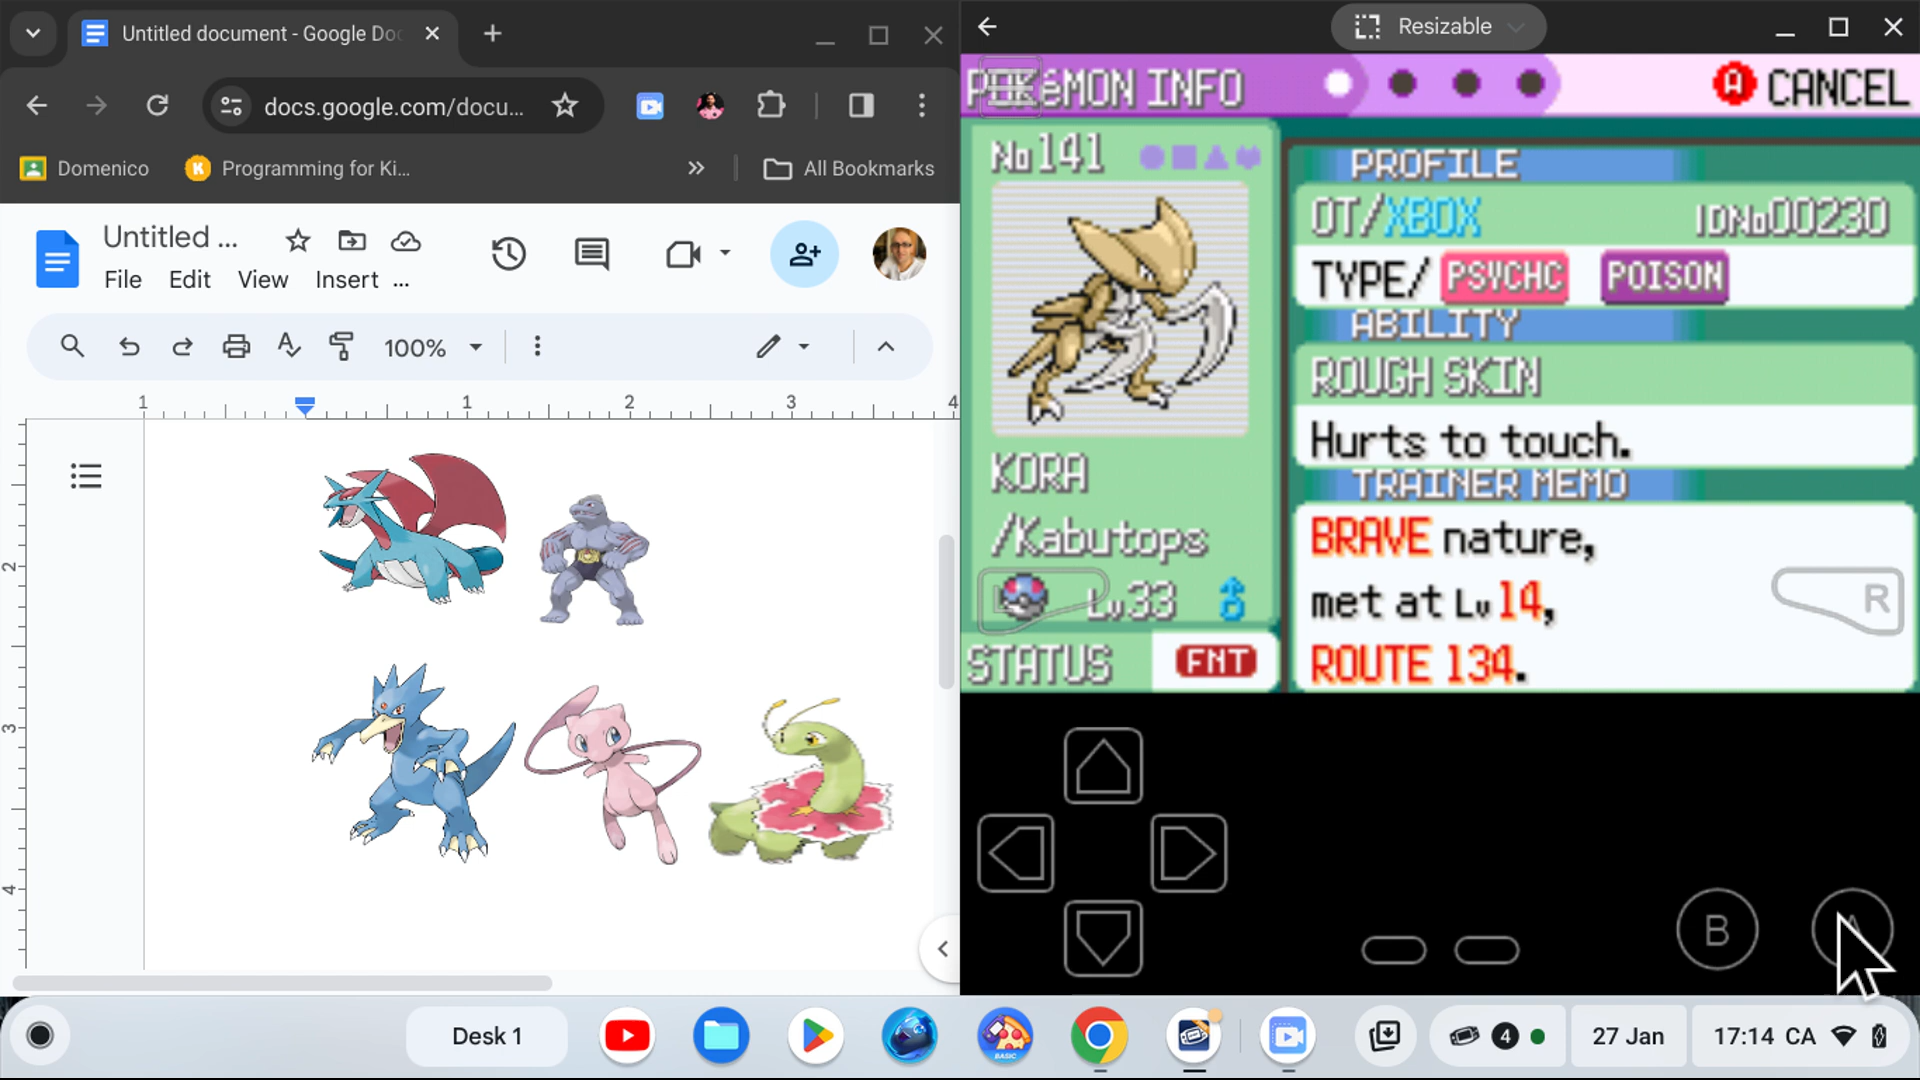 Untitled document - Google Doc
Resizable
docs.google.com/docu...
Domenico
Programming for Ki...
All Bookmarks
Untitled ...
File Edit View Insert ...
100%
1 1 2 3 4
2
3
4
POKéMON INFO
A CANCEL
No141
KORA
/Kabutops
Lv33
STATUS FNT
PROFILE
OT/XBOX IDNo00230
TYPE/ PSYCHC POISON
ABILITY
ROUGH SKIN
Hurts to touch.
TRAINER MEMO
BRAVE nature,
met at Lv14,
ROUTE 134.
R
B
A
Desk 1
BASIC
4
27 Jan
17:14 CA